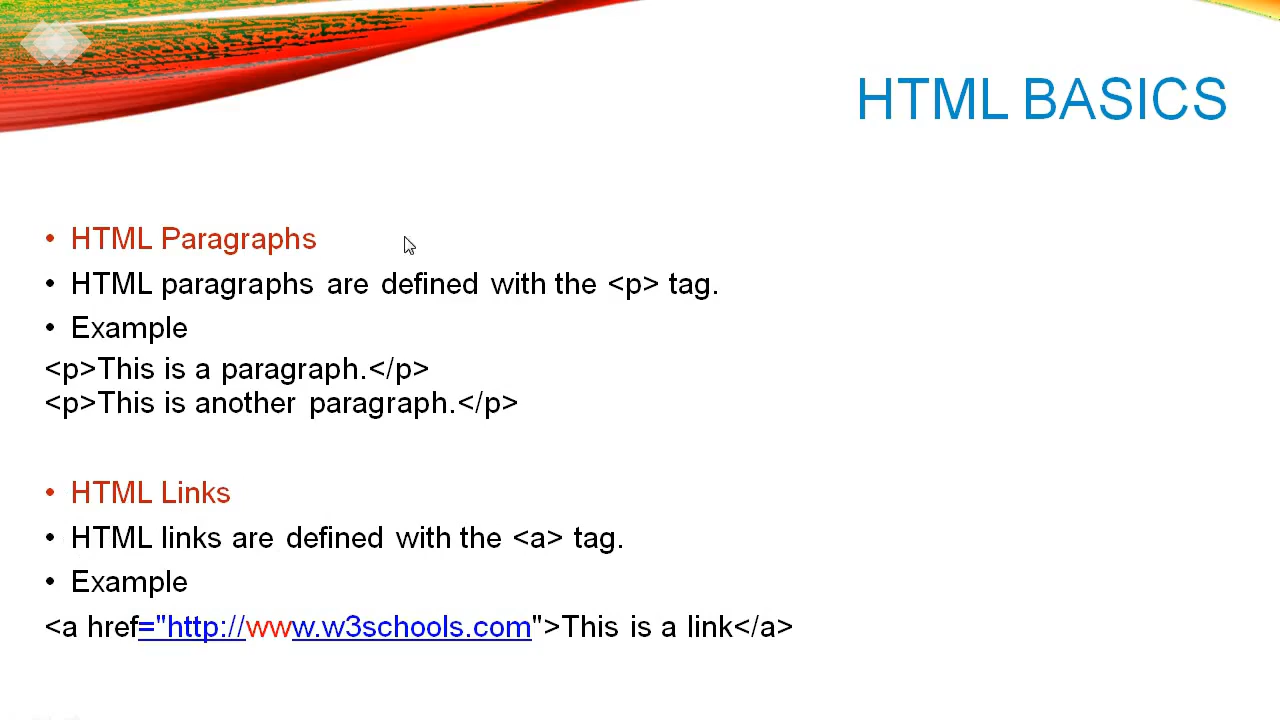 HTML BASICS
• HTML Paragraphs
• HTML paragraphs are defined with the <p> tag.
• Example
<p>This is a paragraph.</p>
<p>This is another paragraph.</p>
• HTML Links
• HTML links are defined with the <a> tag.
• Example
<a href="http://www.w3schools.com">This is a link</a>